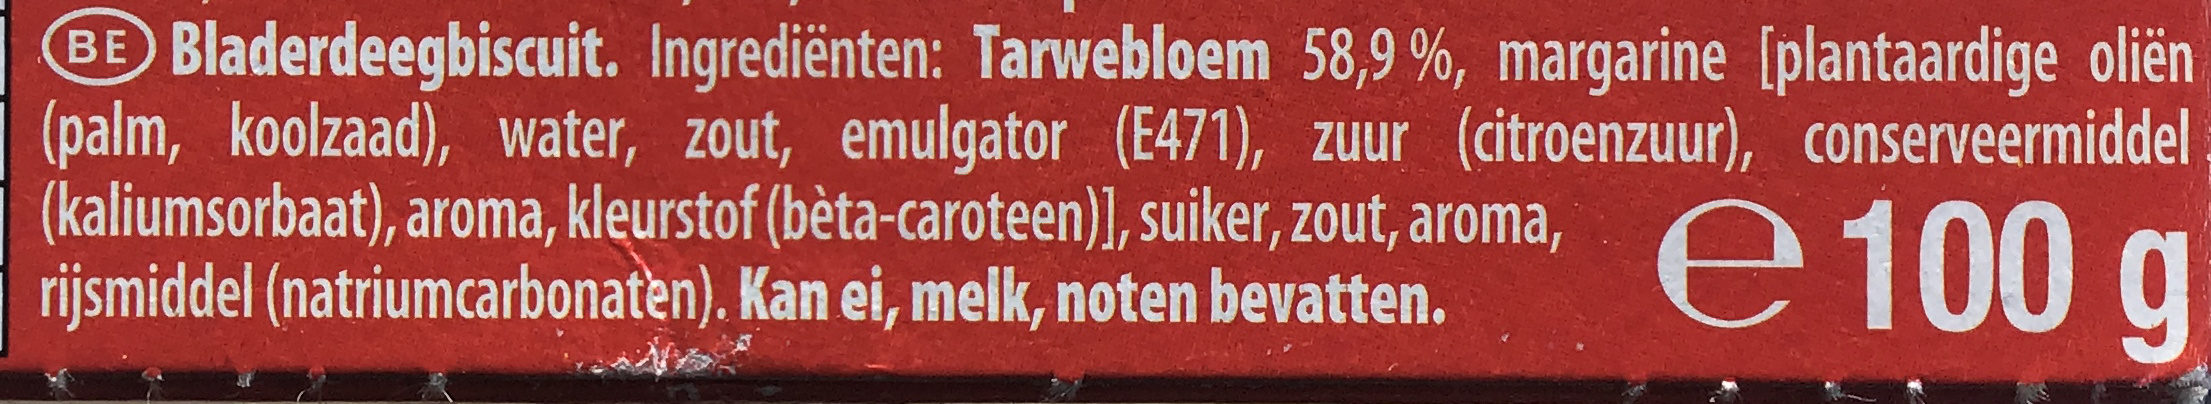 BE Bladerdeegbiscuit. Ingrediënten: Tarwebloem 58,9 %, margarine [plantaardige oliën
(palm, koolzaad), water, zout, emulgator (E471), zuur (citroenzuur), conserveermiddel
(kaliumsorbaat), aroma, kleurstof (bèta-caroteen)], suiker, zout, aroma,
rijsmiddel (natriumcarbonaten). Kan ei, melk, noten bevatten.
℮ 100 g